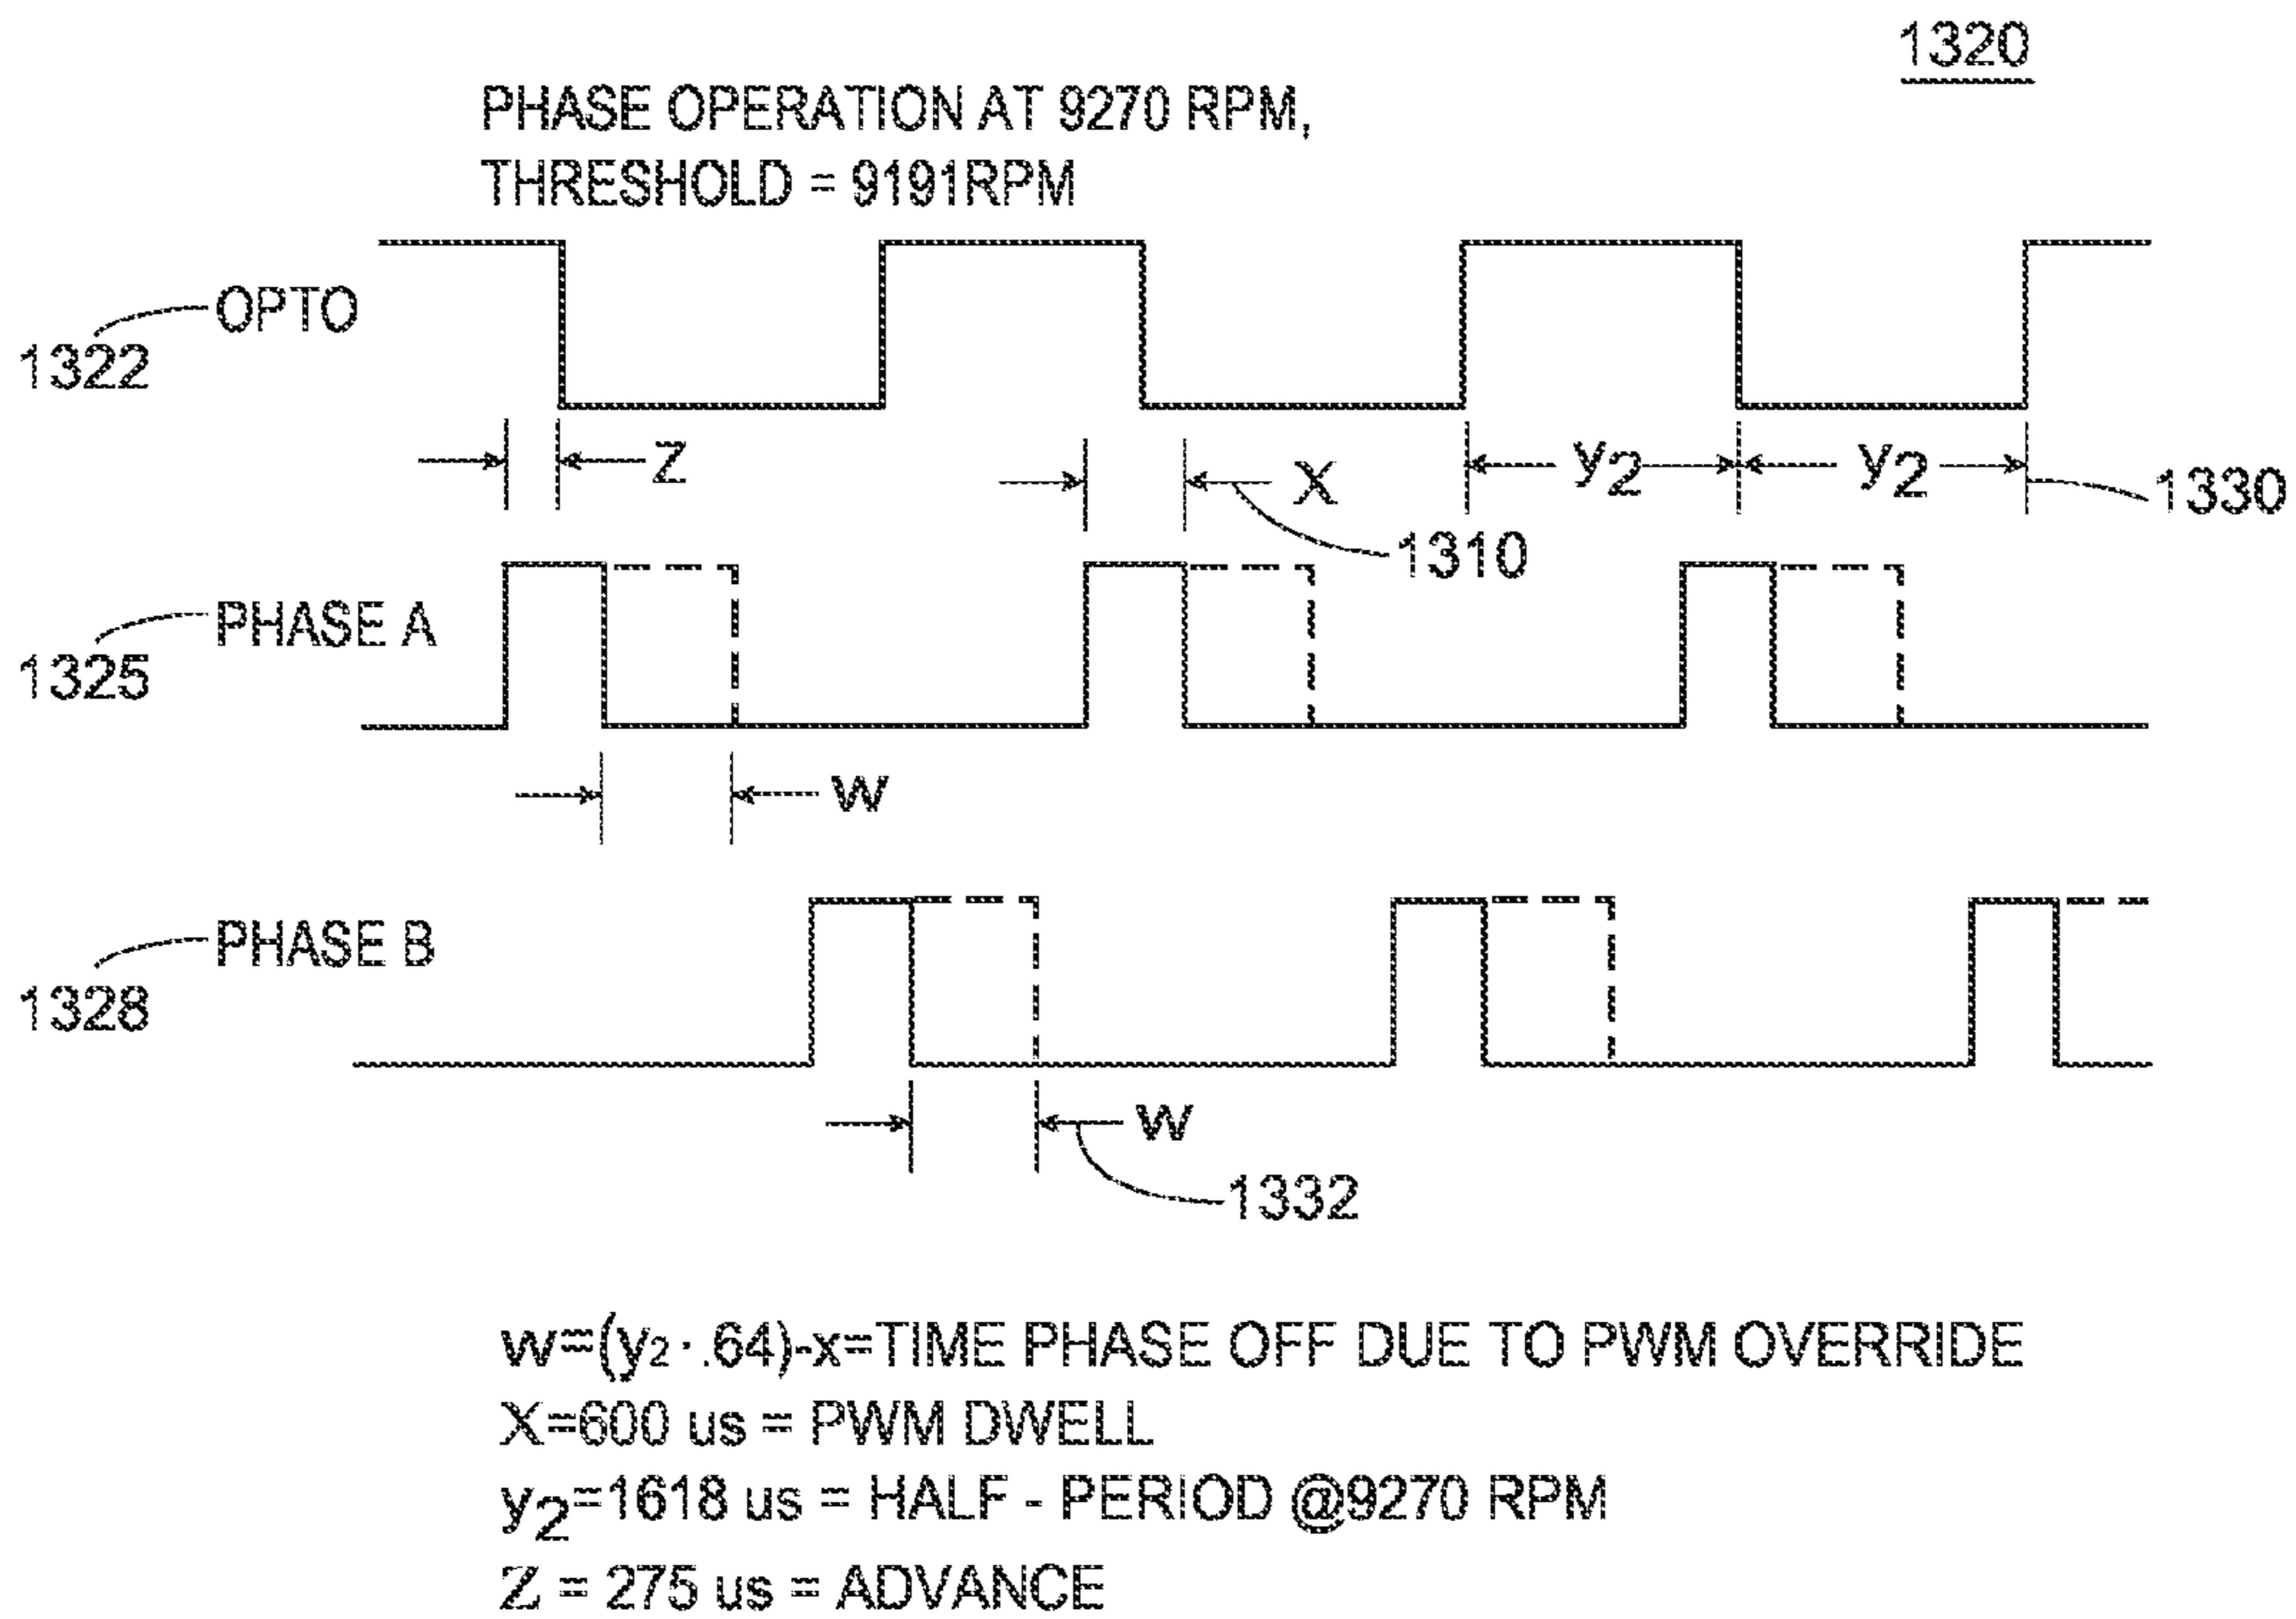 1320
PHASE OPERATION AT 9270 RPM,
THRESHOLD = 9191RPM
OPTO
1322
Z
X
y2
y2
1330
1310
PHASE A
1325
w
PHASE B
1328
w
1332
w=(y2 · .64)-x=TIME PHASE OFF DUE TO PWM OVERRIDE
X=600 us = PWM DWELL
y2=1618 us = HALF - PERIOD @9270 RPM
Z = 275 us = ADVANCE